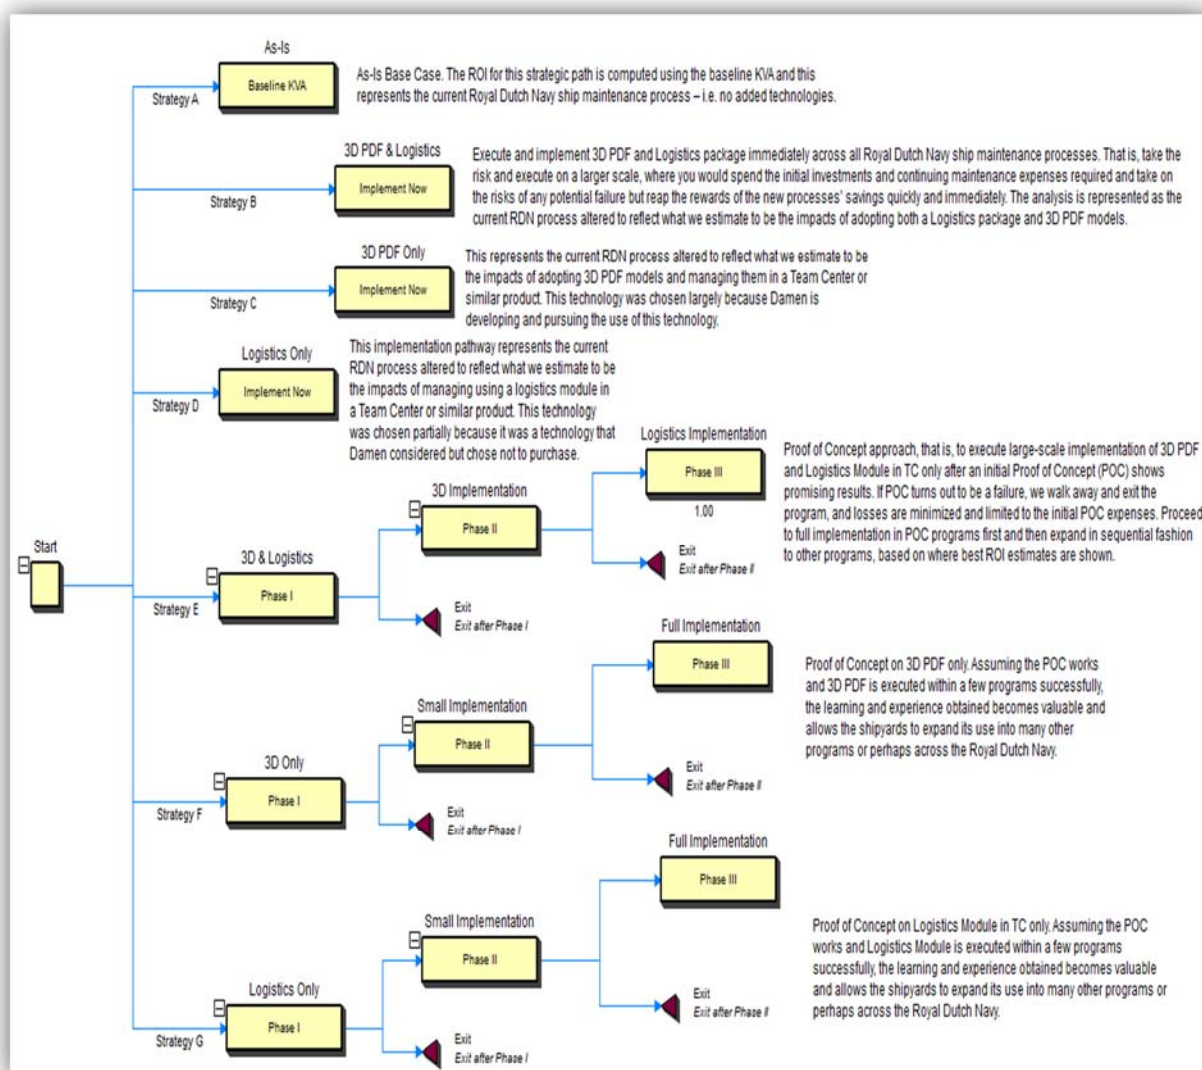 As-Is
Baseline KVA
Strategy A
As-Is Base Case. The ROI for this strategic path is computed using the baseline KVA and this
represents the current Royal Dutch Navy ship maintenance process – i.e. no added technologies.
3D PDF & Logistics
Implement Now
Strategy B
Execute and implement 3D PDF and Logistics package immediately across all Royal Dutch Navy ship maintenance processes. That is, take the
risk and execute on a larger scale, where you would spend the initial investments and continuing maintenance expenses required and take on
the risks of any potential failure but reap the rewards of the new processes' savings quickly and immediately. The analysis is represented as the
current RDN process altered to reflect what we estimate to be the impacts of adopting both a Logistics package and 3D PDF models.
3D PDF Only
Implement Now
Strategy C
This represents the current RDN process altered to reflect what we estimate to be
the impacts of adopting 3D PDF models and managing them in a Team Center or
similar product. This technology was chosen largely because Damen is
developing and pursuing the use of this technology.
Logistics Only
Implement Now
Strategy D
This implementation pathway represents the current
RDN process altered to reflect what we estimate to be
the impacts of managing using a logistics module in
a Team Center or similar product. This technology
was chosen partially because it was a technology that
Damen considered but chose not to purchase.
Start
3D & Logistics
Phase I
Strategy E
3D Implementation
Phase II
Exit
Exit after Phase I
Logistics Implementation
Phase III
1.00
Exit
Exit after Phase II
Proof of Concept approach, that is, to execute large-scale implementation of 3D PDF
and Logistics Module in TC only after an initial Proof of Concept (POC) shows
promising results. If POC turns out to be a failure, we walk away and exit the
program, and losses are minimized and limited to the initial POC expenses. Proceed
to full implementation in POC programs first and then expand in sequential fashion
to other programs, based on where best ROI estimates are shown.
3D Only
Phase I
Strategy F
Small Implementation
Phase II
Exit
Exit after Phase I
Full Implementation
Phase III
Exit
Exit after Phase II
Proof of Concept on 3D PDF only. Assuming the POC works
and 3D PDF is executed within a few programs successfully,
the learning and experience obtained becomes valuable and
allows the shipyards to expand its use into many other
programs or perhaps across the Royal Dutch Navy.
Logistics Only
Phase I
Strategy G
Small Implementation
Phase II
Exit
Exit after Phase I
Full Implementation
Phase III
Exit
Exit after Phase II
Proof of Concept on Logistics Module in TC only. Assuming the POC
works and Logistics Module is executed within a few programs
successfully, the learning and experience obtained becomes valuable
and allows the shipyards to expand its use into many other programs or
perhaps across the Royal Dutch Navy.